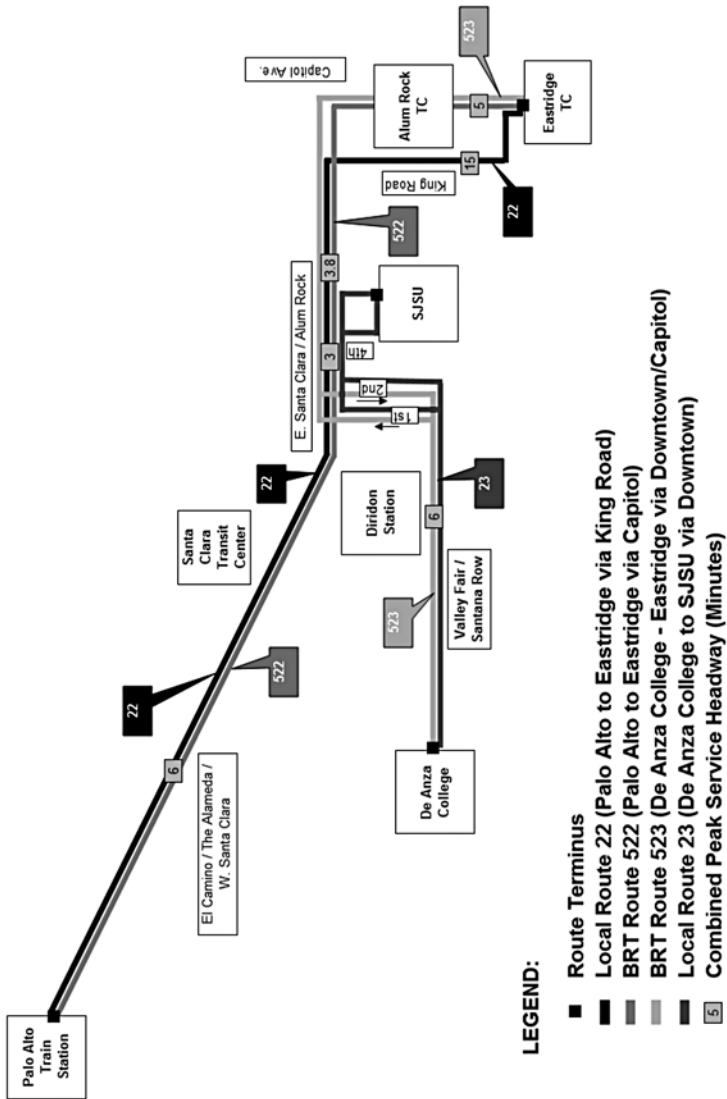 Palo Alto
Train
Station
6
El Camino / The Alameda /
W. Santa Clara
22
522
Santa
Clara
Transit
Center
22
E. Santa Clara / Alum Rock
3
3.8
522
Capitol Ave.
Alum Rock
TC
5
523
Eastridge
TC
King Road
15
22
SJSU
4th
2nd
1st
Diridon
Station
6
23
Valley Fair /
Santana Row
523
De Anza
College
LEGEND:
Route Terminus
Local Route 22 (Palo Alto to Eastridge via King Road)
BRT Route 522 (Palo Alto to Eastridge via Capitol)
BRT Route 523 (De Anza College - Eastridge via Downtown/Capitol)
Local Route 23 (De Anza College to SJSU via Downtown)
5 Combined Peak Service Headway (Minutes)